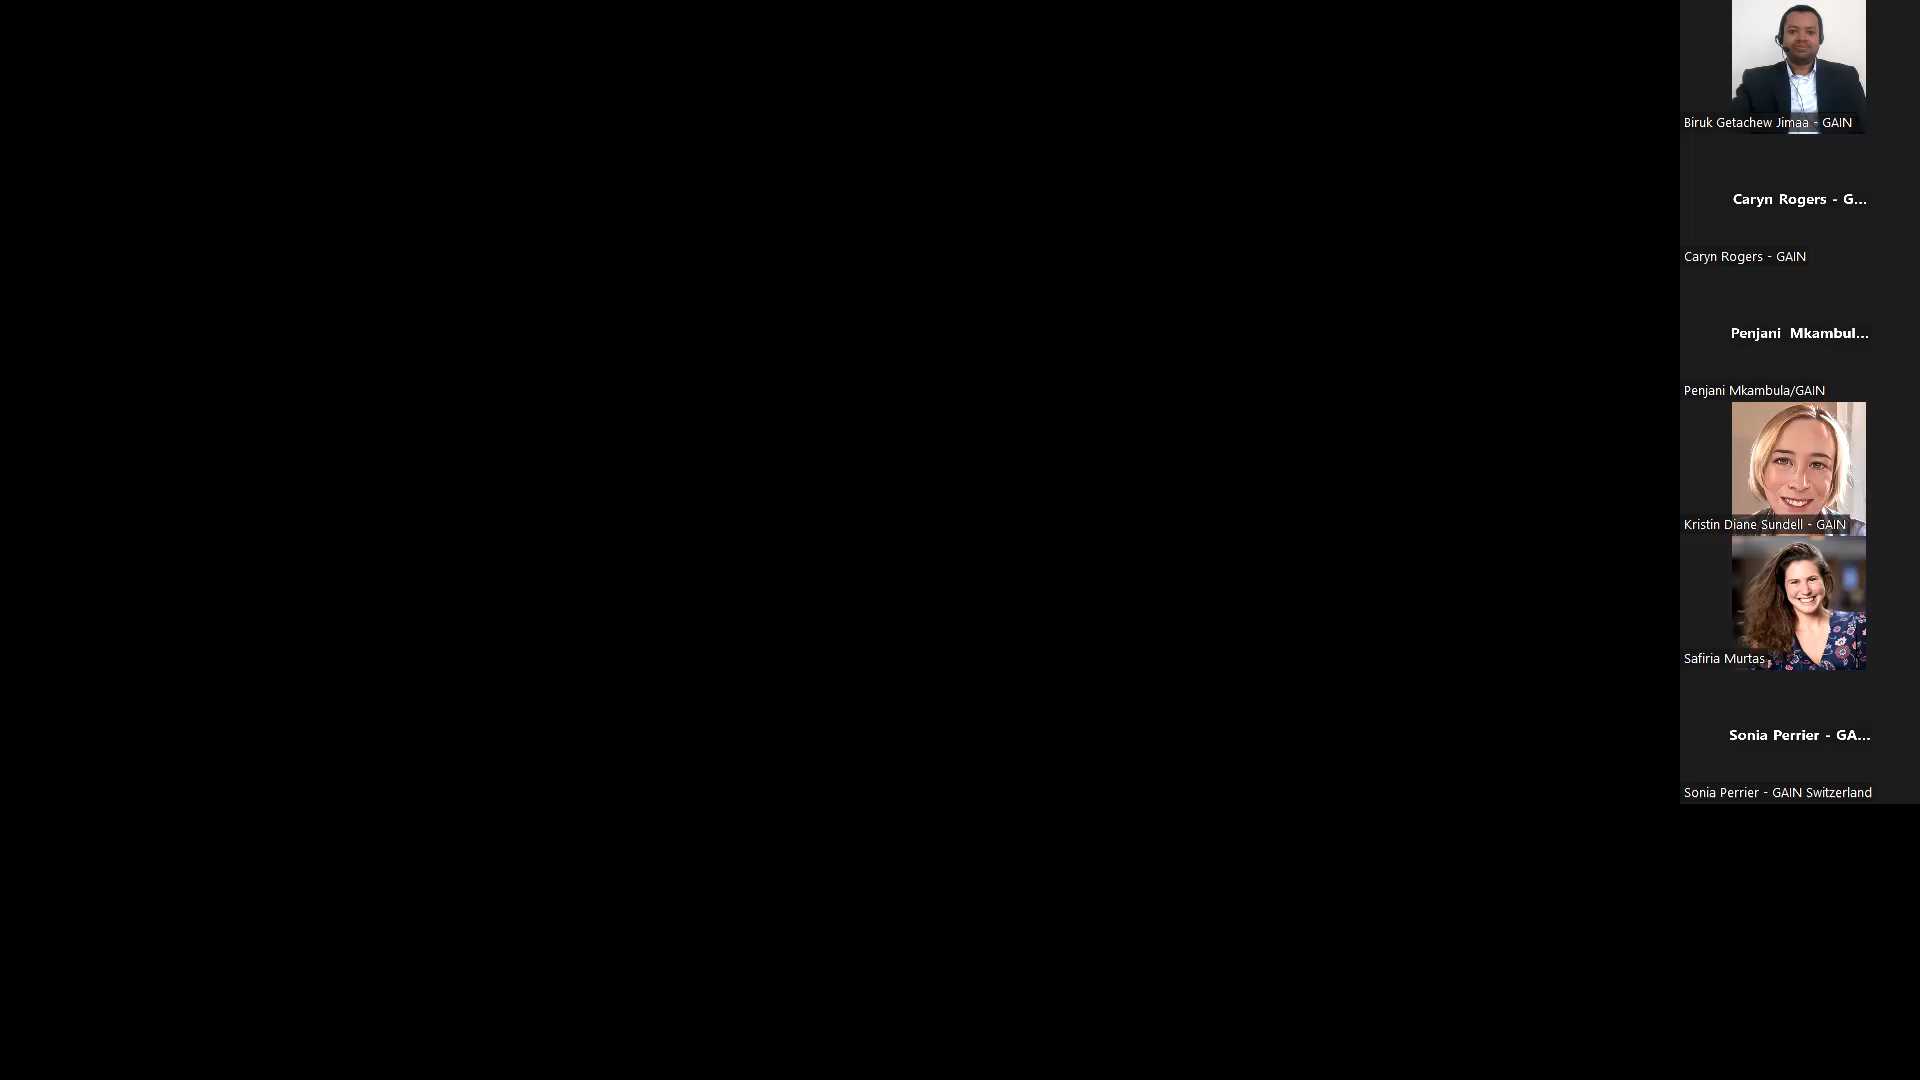 Biruk Getachew Jimaa - GAIN
Caryn Rogers - G...
Caryn Rogers - GAIN
Penjani  Mkambul...
Penjani Mkambula/GAIN
Kristin Diane Sundell - GAIN
Safiria Murtas
Sonia Perrier - GA...
Sonia Perrier - GAIN Switzerland